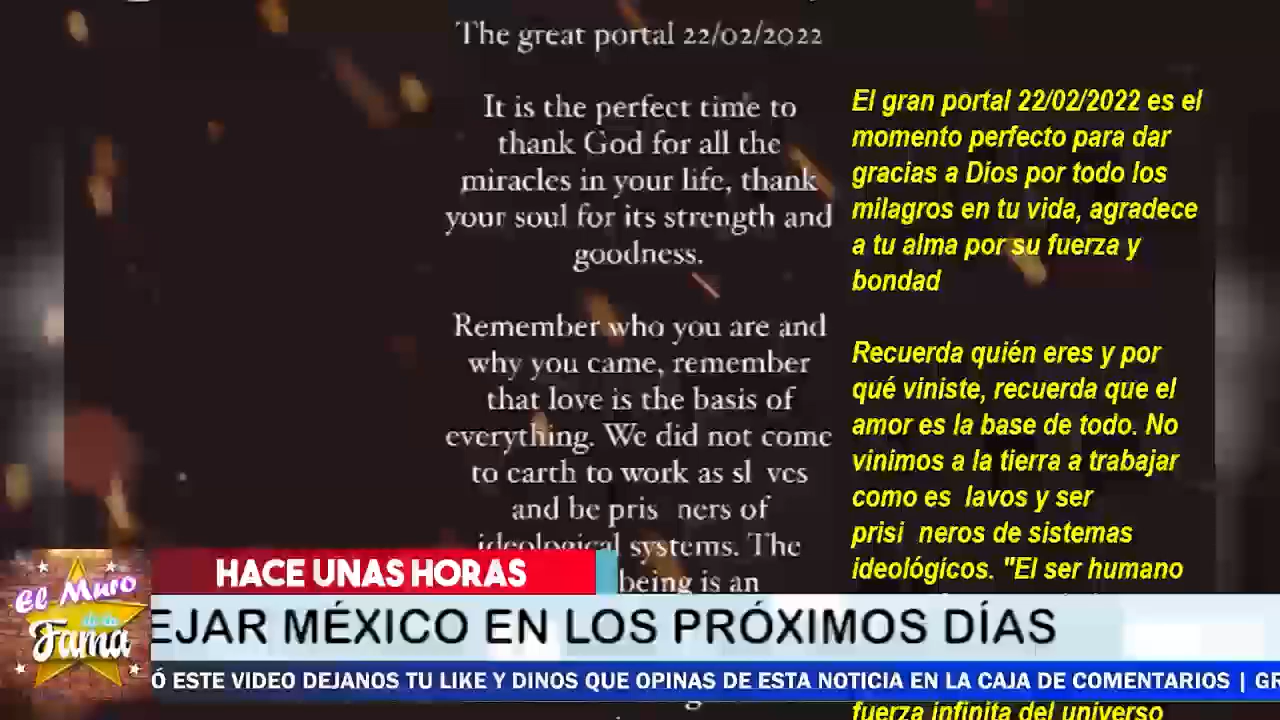 The great portal 22/02/2022
It is the perfect time to
thank God for all the
miracles in your life, thank
your soul for its strength and
goodness.
Remember who you are and
why you came, remember
that love is the basis of
everything. We did not come
to earth to work as sl ves
and be pris ners of
ideological systems. The
being is an
El gran portal 22/02/2022 es el
momento perfecto para dar
gracias a Dios por todo los
milagros en tu vida, agradece
a tu alma por su fuerza y
bondad
Recuerda quién eres y por
qué viniste, recuerda que el
amor es la base de todo. No
vinimos a la tierra a trabajar
como es lavos y ser
prisi neros de sistemas
ideológicos. "El ser humano
fuerza infinita del universo
HACE UNAS HORAS
EJAR MÉXICO EN LOS PRÓXIMOS DÍAS
Ó ESTE VIDEO DEJANOS TU LIKE Y DINOS QUE OPINAS DE ESTA NOTICIA EN LA CAJA DE COMENTARIOS | GR
El Muro
de la
Fama